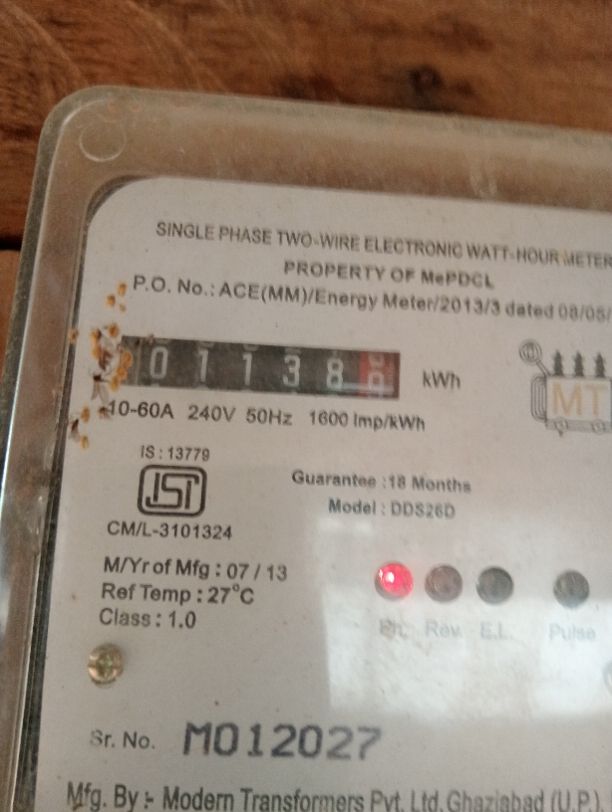 SINGLE PHASE TWO-WIRE ELECTRONIC WATT-HOUR METER
PROPERTY OF MePDCL
P.O. No.: ACE(MM)/Energy Meter/2013/3 dated 08/05/
01138 kWh
MT
10-60A 240V 50Hz 1600 Imp/kWh
IS : 13779
ISI
CM/L-3101324
Guarantee :18 Months
Model : DDS26D
M/Yr of Mfg : 07 / 13
Ref Temp : 27°C
Class : 1.0
Ph. Rev. E.L. Pulse
Sr. No. M012027
Mfg. By :- Modern Transformers Pvt. Ltd.Ghaziabad (U.P.)